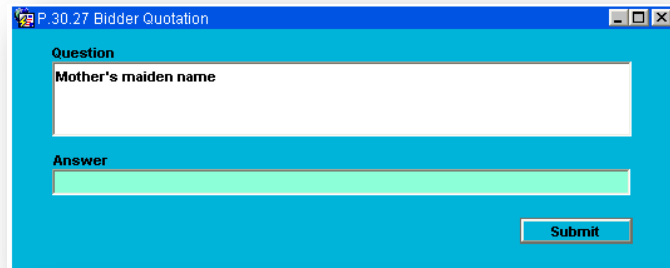 P.30.27 Bidder Quotation
Question
Mother's maiden name
Answer
Submit